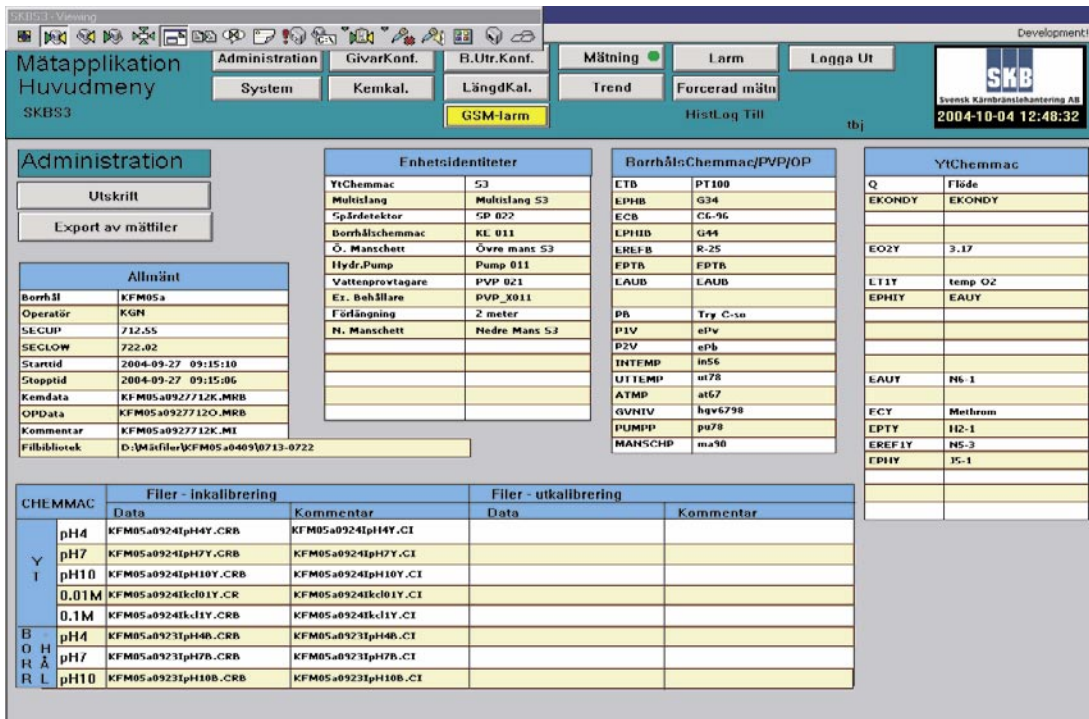 SKBS3 - Viewing
Development!
Mätapplikation
Huvudmeny
SKBS3
Administration GivarKonf. B.Utr.Konf. Mätning Larm Logga Ut
System Kemkal. LängdKal. Trend Forcerad mätn
GSM-larm HistLog Till tbj
SKB
Svensk Kärnbränslehantering AB
2004-10-04 12:48:32
Administration
Utskrift
Export av mätfiler
Allmänt
Borrhål KFM05a
Operatör KGN
SECUP 712.55
SECLOW 722.02
Starttid 2004-09-27 09:15:10
Stopptid 2004-09-27 09:15:06
Kemdata KFM05a0927712K.MRB
OPData KFM05a0927712O.MRB
Kommentar KFM05a0927712K.MI
Filbibliotek D:\Mätfiler\KFM05a0409\0713-0722
Enhetsidentiteter
YtChemmac S3
Multislang Multislang S3
Spårdetektor SP 022
Borrhålschemmac KE 011
Ö. Manschett Övre mans S3
Hydr.Pump Pump 011
Vattenprovtagare PVP 021
Ex. Behållare PVP_X011
Förlängning 2 meter
N. Manschett Nedre Mans S3
BorrhålsChemmac/PVP/OP
ETB PT100
EPHB G34
ECB C6-96
EPHIB G44
EREFB R-25
EPTB EPTB
EAUB EAUB
PB Try C-so
P1V ePv
P2V ePb
INTEMP in56
UTTEMP ut78
ATMP at67
GVNIV hgv6798
PUMPP pu78
MANSCHP ma90
YtChemmac
Q Flöde
EKONDY EKONDY
EO2Y 3.17
ET1Y temp O2
EPHIY EAUY
EAUY N6-1
ECY Methrom
EPTY H2-1
EREF1Y N5-3
EPHY J5-1
CHEMMAC Filer - inkalibrering Filer - utkalibrering
Data Kommentar Data Kommentar
YT
pH4 KFM05a0924IpH4Y.CRB KFM05a0924IpH4Y.CI
pH7 KFM05a0924IpH7Y.CRB KFM05a0924IpH7Y.CI
pH10 KFM05a0924IpH10Y.CRB KFM05a0924IpH10Y.CI
0.01M KFM05a0924Ikcl01Y.CR KFM05a0924Ikcl01Y.CI
0.1M KFM05a0924Ikcl1Y.CRB KFM05a0924Ikcl1Y.CI
BORRHÅL
pH4 KFM05a0923IpH4B.CRB KFM05a0923IpH4B.CI
pH7 KFM05a0923IpH7B.CRB KFM05a0923IpH7B.CI
pH10 KFM05a0923IpH10B.CRB KFM05a0923IpH10B.CI